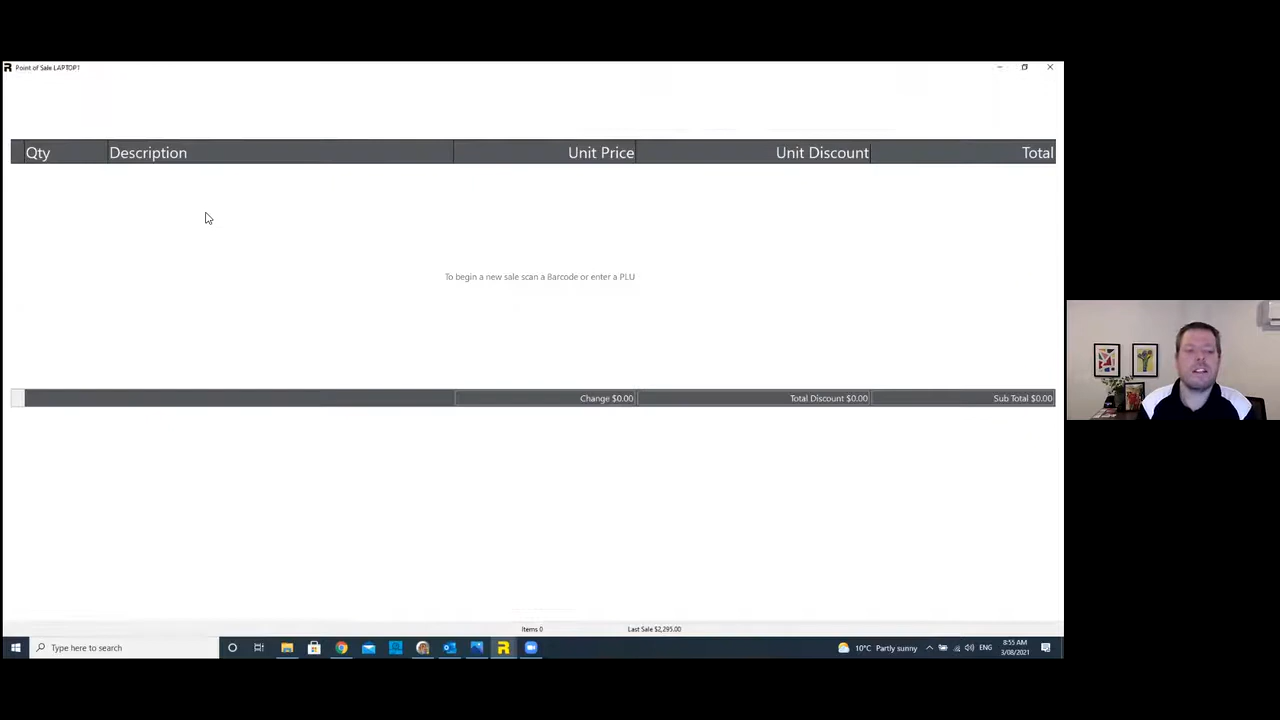 Point of Sale LAPTOP1
Qty Description Unit Price Unit Discount Total
To begin a new sale scan a Barcode or enter a PLU
Change $0.00 Total Discount $0.00 Sub Total $0.00
Items 0 Last Sale $2,295.00
Type here to search 10°C Partly sunny ENG 8:55 AM
3/08/2021